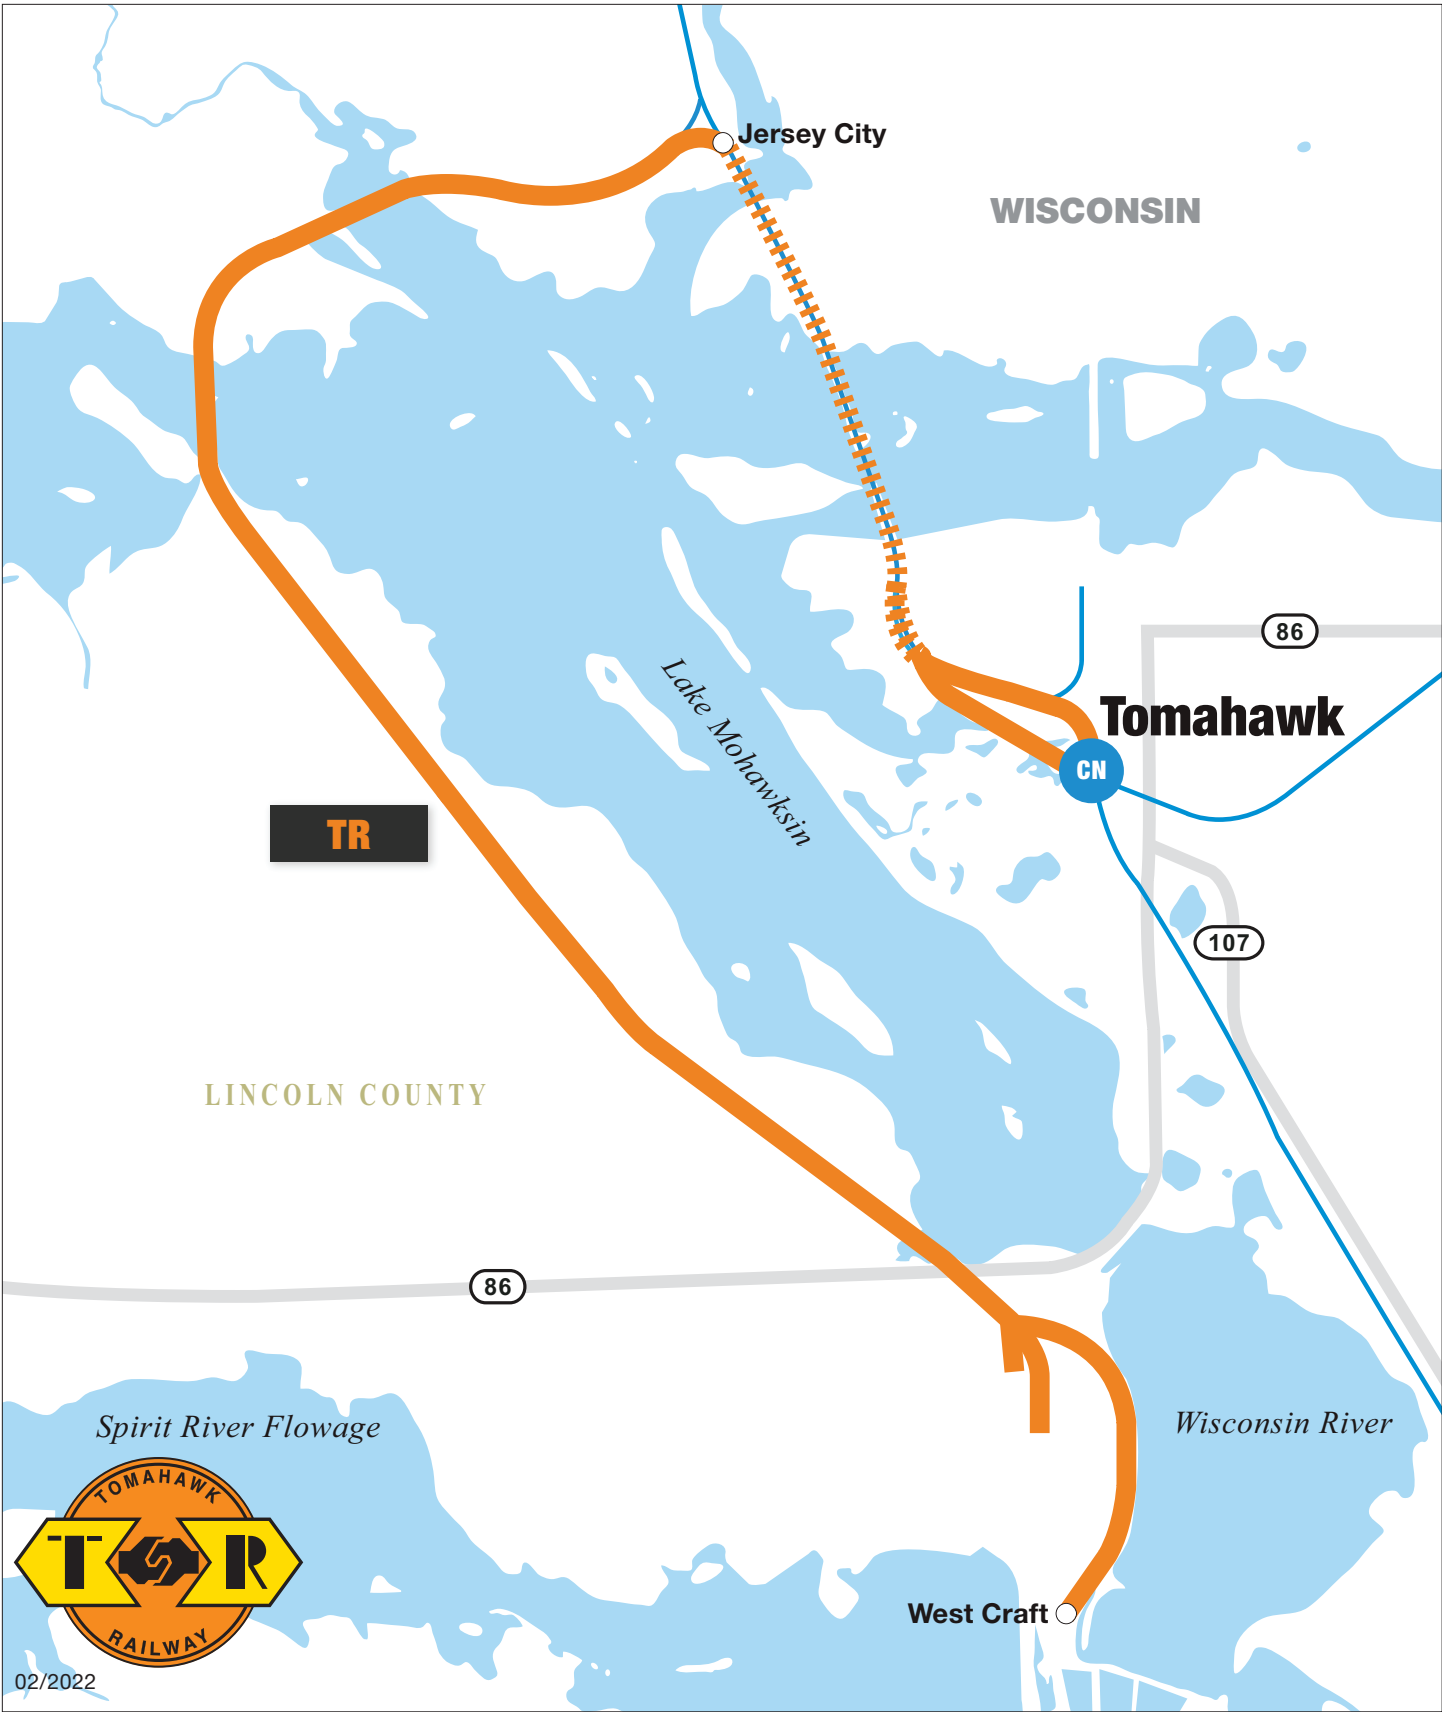 Jersey City
WISCONSIN
86
Tomahawk
CN
Lake Mohawksin
TR
107
LINCOLN COUNTY
86
Spirit River Flowage
Wisconsin River
TOMAHAWK
T R
RAILWAY
West Craft
02/2022